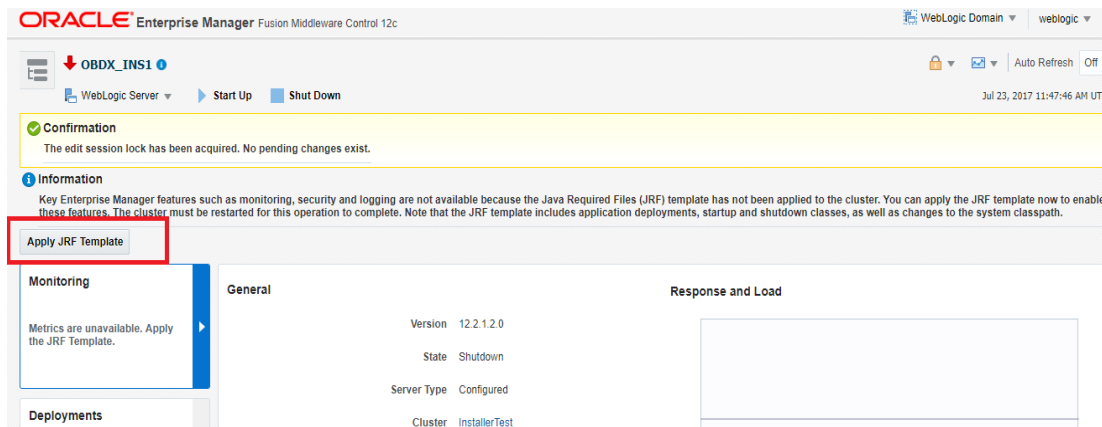 ORACLE Enterprise Manager Fusion Middleware Control 12c
WebLogic Domain
weblogic
OBDX_INS1
Auto Refresh Off
WebLogic Server
Start Up
Shut Down
Jul 23, 2017 11:47:46 AM UT
Confirmation
The edit session lock has been acquired. No pending changes exist.
Information
Key Enterprise Manager features such as monitoring, security and logging are not available because the Java Required Files (JRF) template has not been applied to the cluster. You can apply the JRF template now to enable
these features. The cluster must be restarted for this operation to complete. Note that the JRF template includes application deployments, startup and shutdown classes, as well as changes to the system classpath.
Apply JRF Template
Monitoring
Metrics are unavailable. Apply
the JRF Template.
Deployments
General
Version 12.2.1.2.0
State Shutdown
Server Type Configured
Cluster InstallerTest
Response and Load